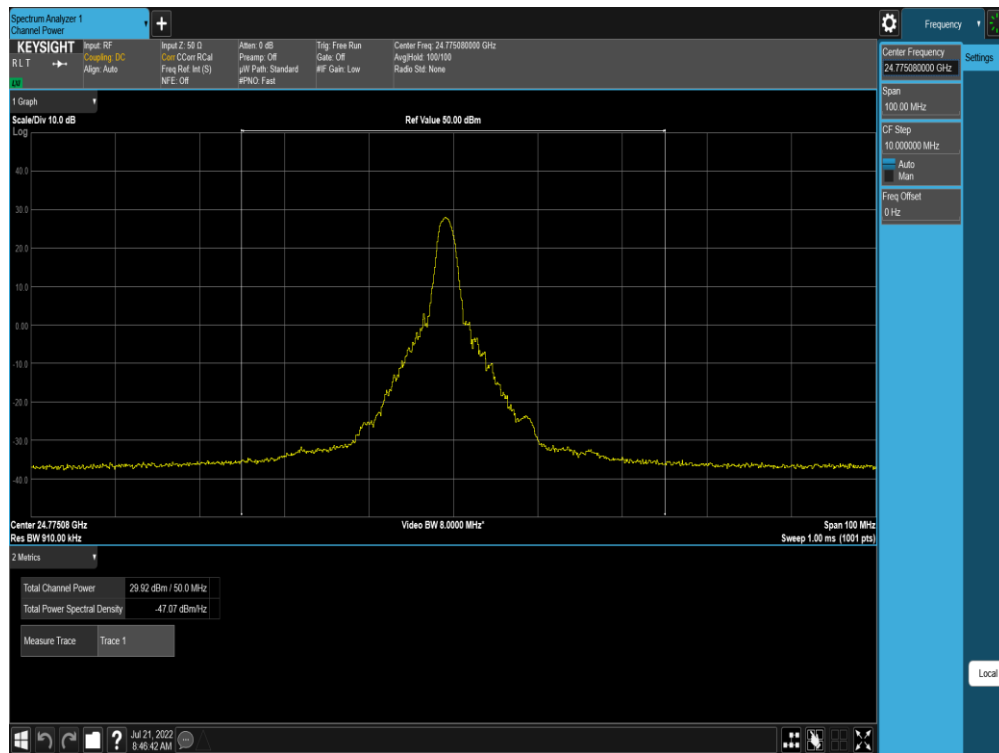 Spectrum Analyzer 1
Channel Power
+
Frequency
KEYSIGHT
R L T
LXI
Input: RF
Coupling: DC
Align: Auto
Input Z: 50 Ω
Corr CCorr RCal
Freq Ref: Int (S)
NFE: Off
Atten: 0 dB
Preamp: Off
µW Path: Standard
#PNO: Fast
Trig: Free Run
Gate: Off
#IF Gain: Low
Center Freq: 24.775080000 GHz
Avg|Hold: 100/100
Radio Std: None
Center Frequency
24.775080000 GHz
Settings
Span
100.00 MHz
CF Step
10.000000 MHz
Auto
Man
Freq Offset
0 Hz
1 Graph
Scale/Div 10.0 dB
Ref Value 50.00 dBm
Log
40.0
30.0
20.0
10.0
0.00
-10.0
-20.0
-30.0
-40.0
Center 24.77508 GHz
Video BW 8.0000 MHz*
Span 100 MHz
Res BW 910.00 kHz
Sweep 1.00 ms (1001 pts)
2 Metrics
Total Channel Power 29.92 dBm / 50.0 MHz
Total Power Spectral Density -47.07 dBm/Hz
Measure Trace Trace 1
Local
?
Jul 21, 2022
8:46:42 AM